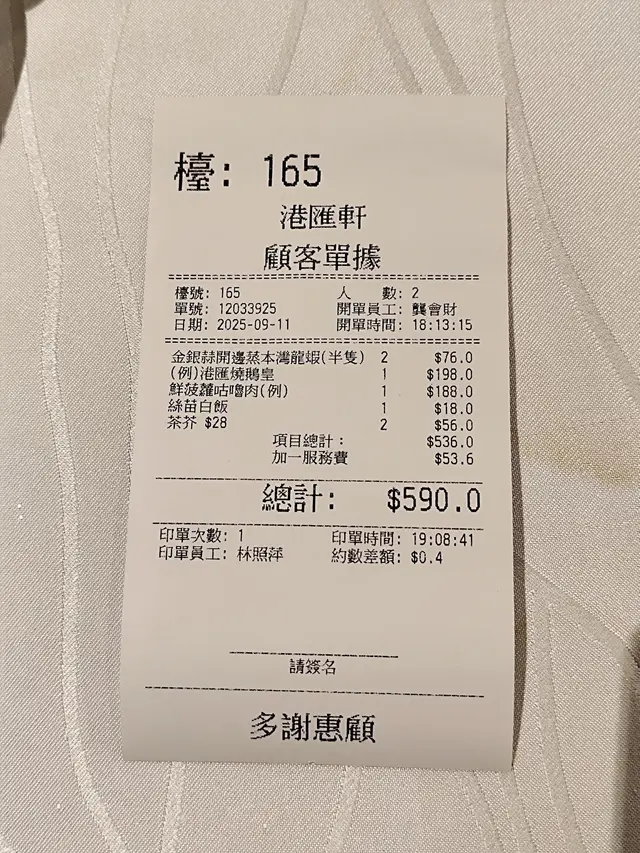 檯: 165
港匯軒
顧客單據
檯號: 165 人 數: 2
單號: 12033925 開單員工: 龔會財
日期: 2025-09-11 開單時間: 18:13:15
金銀蒜開邊蒸本灣龍蝦(半隻) 2 $76.0
(例)港匯燒鵝皇 1 $198.0
鮮菠蘿咕嚕肉(例) 1 $188.0
絲苗白飯 1 $18.0
茶芥 $28 2 $56.0
項目總計: $536.0
加一服務費 $53.6
總計: $590.0
印單次數: 1 印單時間: 19:08:41
印單員工: 林照萍 約數差額: $0.4
請簽名
多謝惠顧